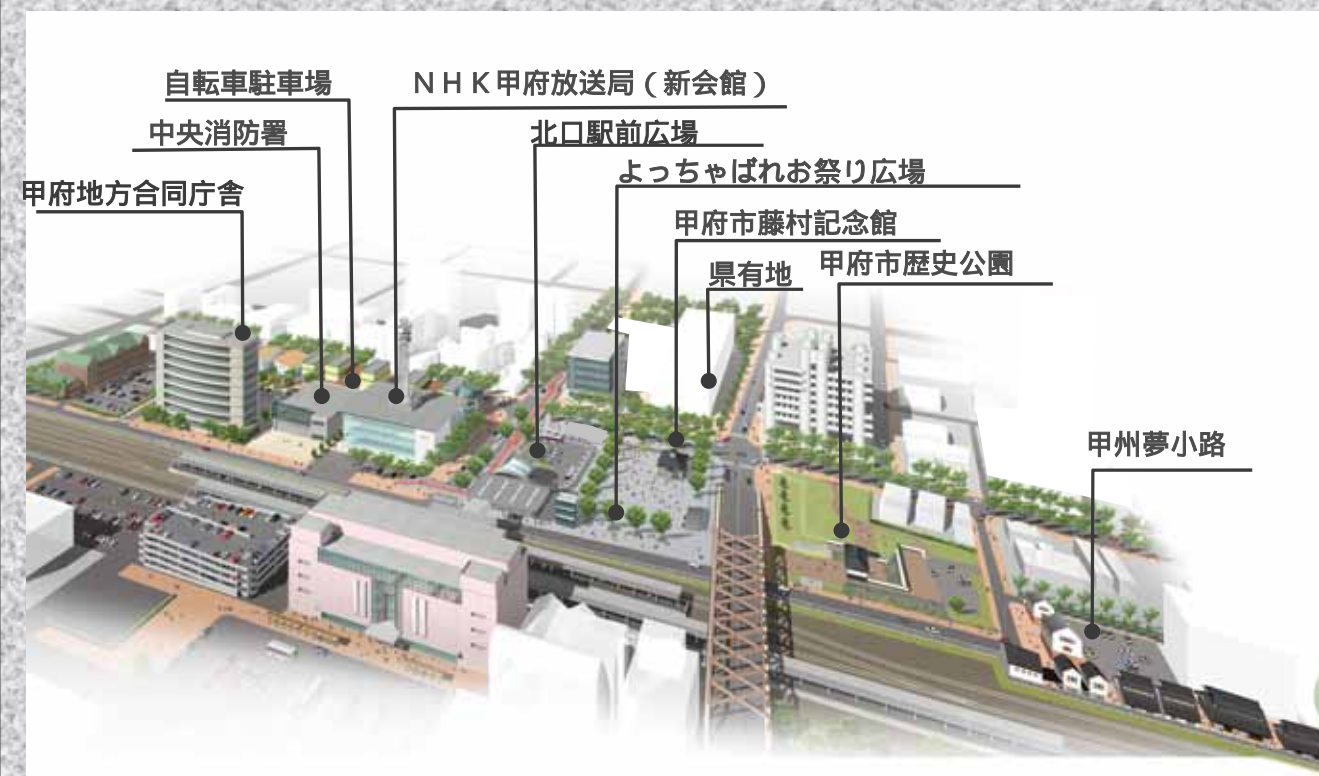 自転車駐車場
NHK甲府放送局(新会館)
中央消防署
北口駅前広場
よっちゃばれお祭り広場
甲府地方合同庁舎
甲府市藤村記念館
県有地
甲府市歴史公園
甲州夢小路